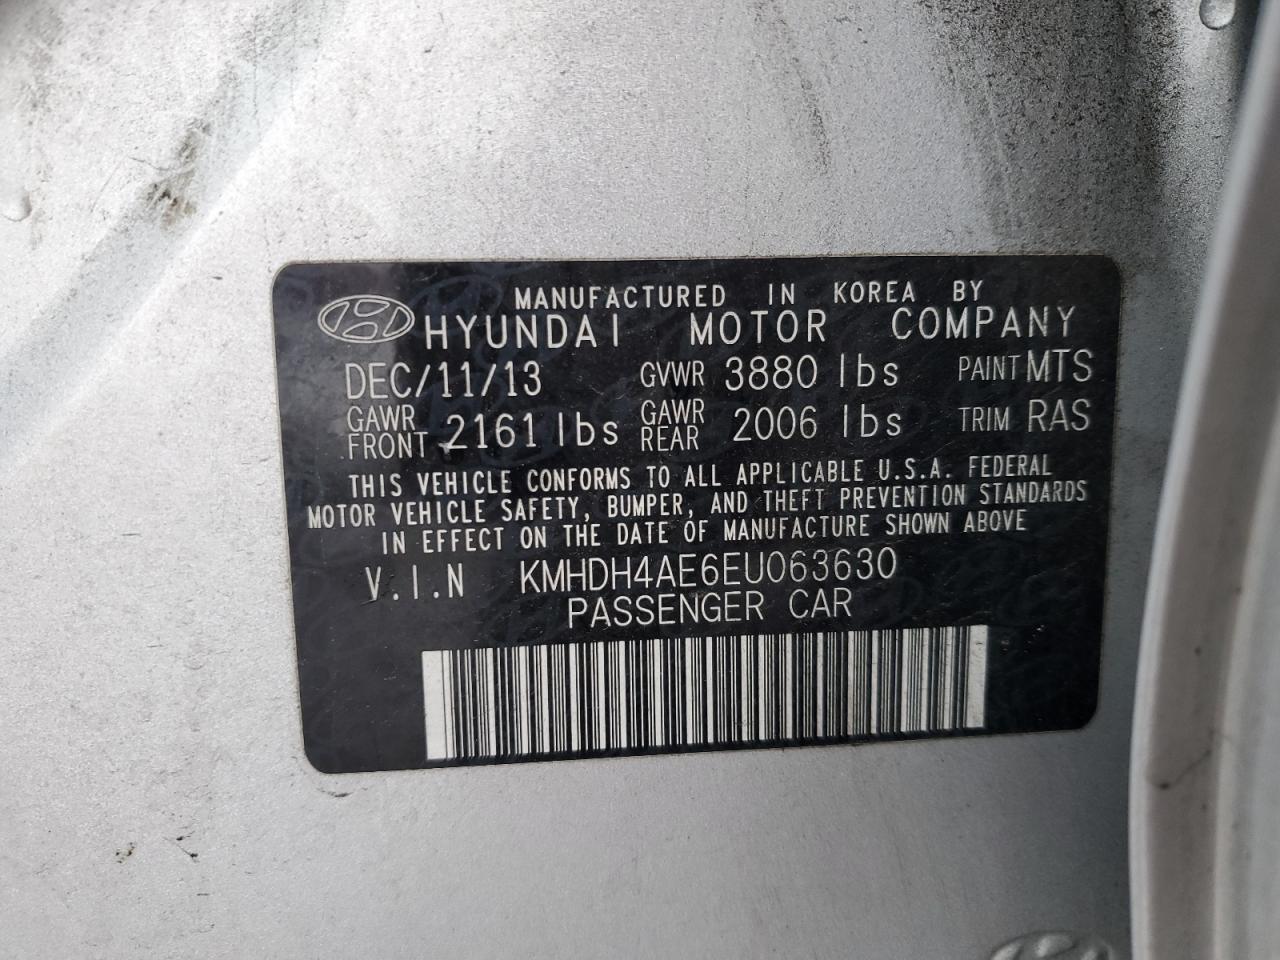 MANUFACTURED IN KOREA BY
HYUNDAI MOTOR COMPANY
DEC/11/13 GVWR 3880 lbs PAINT MTS
GAWR FRONT 2161 lbs GAWR REAR 2006 lbs TRIM RAS
THIS VEHICLE CONFORMS TO ALL APPLICABLE U.S.A. FEDERAL
MOTOR VEHICLE SAFETY, BUMPER, AND THEFT PREVENTION STANDARDS
IN EFFECT ON THE DATE OF MANUFACTURE SHOWN ABOVE
V.I.N KMHDH4AE6EU063630
PASSENGER CAR